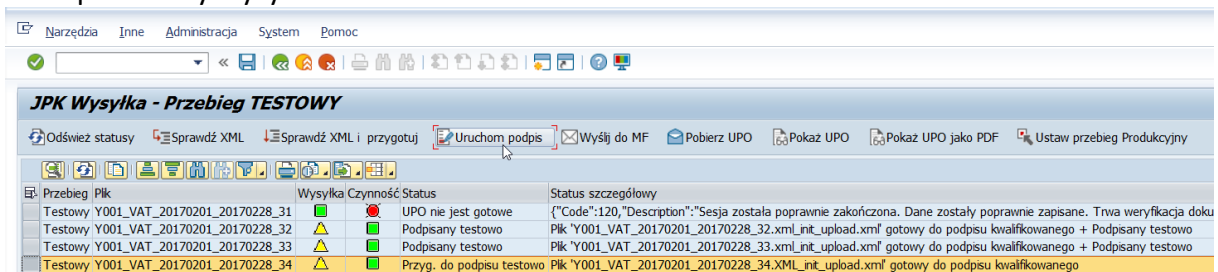 Narzędzia Inne Administracja System Pomoc
JPK Wysyłka - Przebieg TESTOWY
Odśwież statusy Sprawdź XML Sprawdź XML i przygotuj Uruchom podpis Wyślij do MF Pobierz UPO Pokaż UPO Pokaż UPO jako PDF Ustaw przebieg Produkcyjny
Przebieg Plik Wysyłka Czynność Status Status szczegółowy
Testowy Y001_VAT_20170201_20170228_31 UPO nie jest gotowe {"Code":120,"Description":"Sesja została poprawnie zakończona. Dane zostały poprawnie zapisane. Trwa weryfikacja doku
Testowy Y001_VAT_20170201_20170228_32 Podpisany testowo Plik 'Y001_VAT_20170201_20170228_32.xml_init_upload.xml' gotowy do podpisu kwalifikowanego + Podpisany testowo
Testowy Y001_VAT_20170201_20170228_33 Podpisany testowo Plik 'Y001_VAT_20170201_20170228_33.xml_init_upload.xml' gotowy do podpisu kwalifikowanego + Podpisany testowo
Testowy Y001_VAT_20170201_20170228_34 Przyg. do podpisu testowo Plik 'Y001_VAT_20170201_20170228_34.XML_init_upload.xml' gotowy do podpisu kwalifikowanego